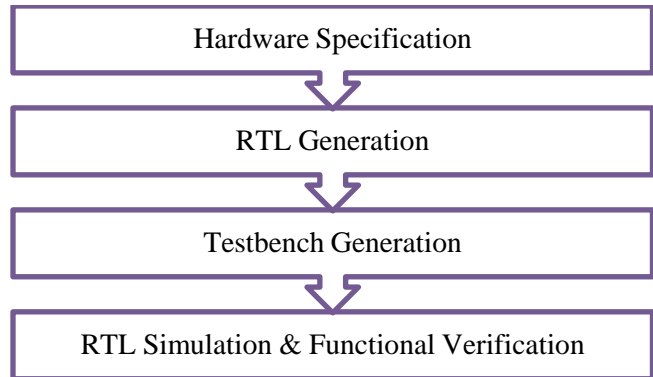 Hardware Specification
RTL Generation
Testbench Generation
RTL Simulation & Functional Verification